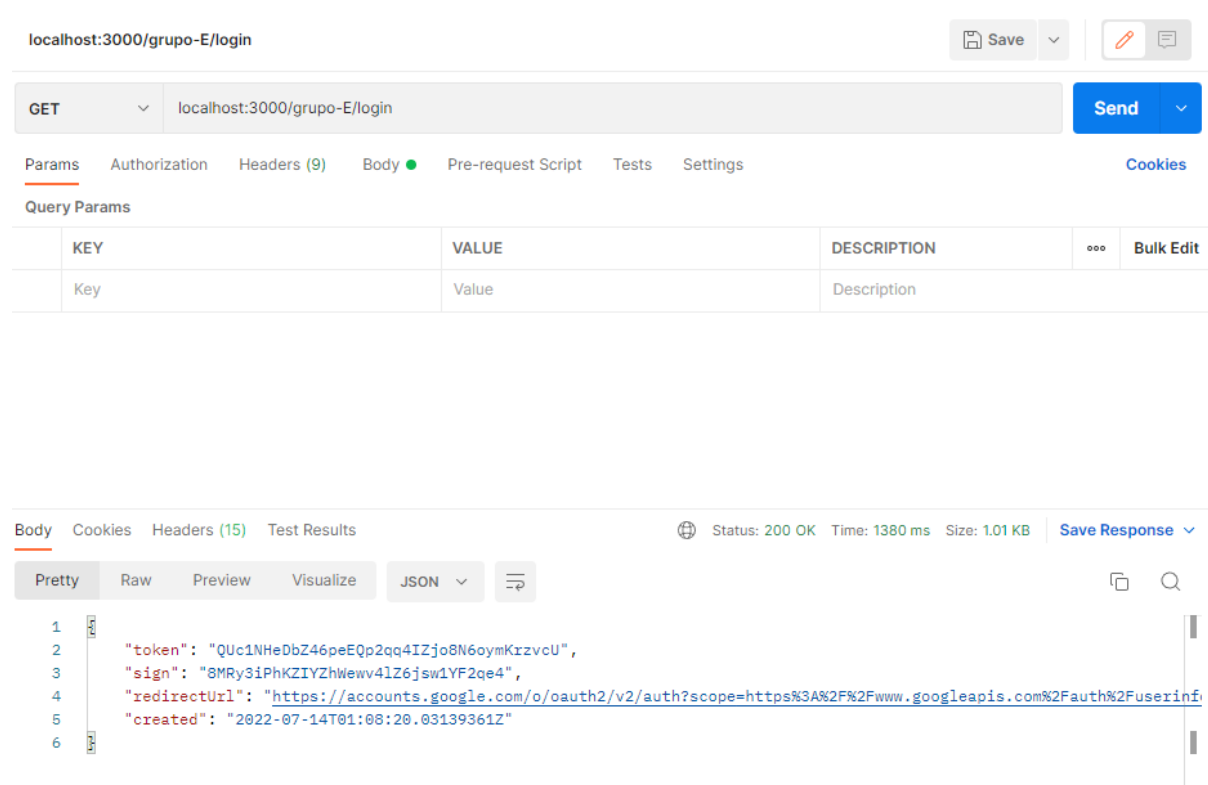 localhost:3000/grupo-E/login
Save
GET localhost:3000/grupo-E/login Send
Params Authorization Headers (9) Body Pre-request Script Tests Settings Cookies
Query Params
KEY VALUE DESCRIPTION ooo Bulk Edit
Key Value Description
Body Cookies Headers (15) Test Results Status: 200 OK Time: 1380 ms Size: 1.01 KB Save Response
Pretty Raw Preview Visualize JSON
1 {
2 "token": "QUc1NHeDbZ46peEQp2qq4IZjo8N6oymKrzvcU",
3 "sign": "8MRy3iPhKZIYZhWewv4lZ6jsw1YF2qe4",
4 "redirectUrl": "https://accounts.google.com/o/oauth2/v2/auth?scope=https%3A%2F%2Fwww.googleapis.com%2Fauth%2Fuserinfo
5 "created": "2022-07-14T01:08:20.03139361Z"
6 }